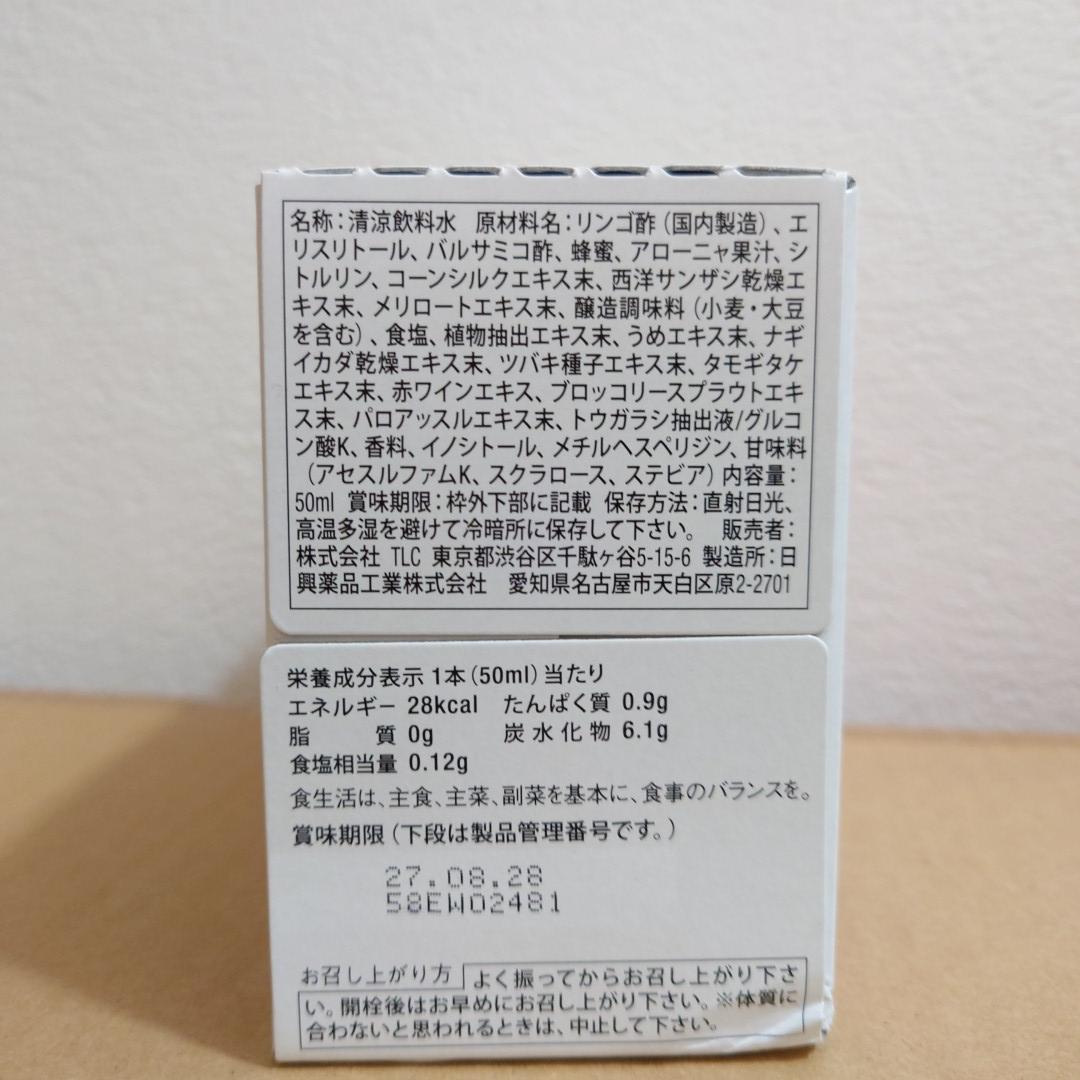 名称：清涼飲料水　原材料名：リンゴ酢（国内製造）、エ
リスリトール、バルサミコ酢、蜂蜜、アローニャ果汁、シ
トルリン、コーンシルクエキス末、西洋サンザシ乾燥エ
キス末、メリロートエキス末、醸造調味料（小麦・大豆
を含む）、食塩、植物抽出エキス末、うめエキス末、ナギ
イカダ乾燥エキス末、ツバキ種子エキス末、タモギタケ
エキス末、赤ワインエキス、ブロッコリースプラウトエキ
ス末、パロアッスルエキス末、トウガラシ抽出液/グルコ
ン酸K、香料、イノシトール、メチルヘスペリジン、甘味料
（アセスルファムK、スクラロース、ステビア）内容量：
50ml 賞味期限：枠外下部に記載 保存方法：直射日光、
高温多湿を避けて冷暗所に保存して下さい。　販売者：
株式会社 TLC 東京都渋谷区千駄ヶ谷5-15-6 製造所：日
興薬品工業株式会社　愛知県名古屋市天白区原2-2701
栄養成分表示 1本（50ml）当たり
エネルギー 28kcal　たんぱく質 0.9g
脂　　質 0g　炭水化物 6.1g
食塩相当量 0.12g
食生活は、主食、主菜、副菜を基本に、食事のバランスを。
賞味期限（下段は製品管理番号です。）
27.08.28
58EW02481
お召し上がり方 よく振ってからお召し上がり下さ
い。開栓後はお早めにお召し上がり下さい。※体質に
合わないと思われるときは、中止して下さい。